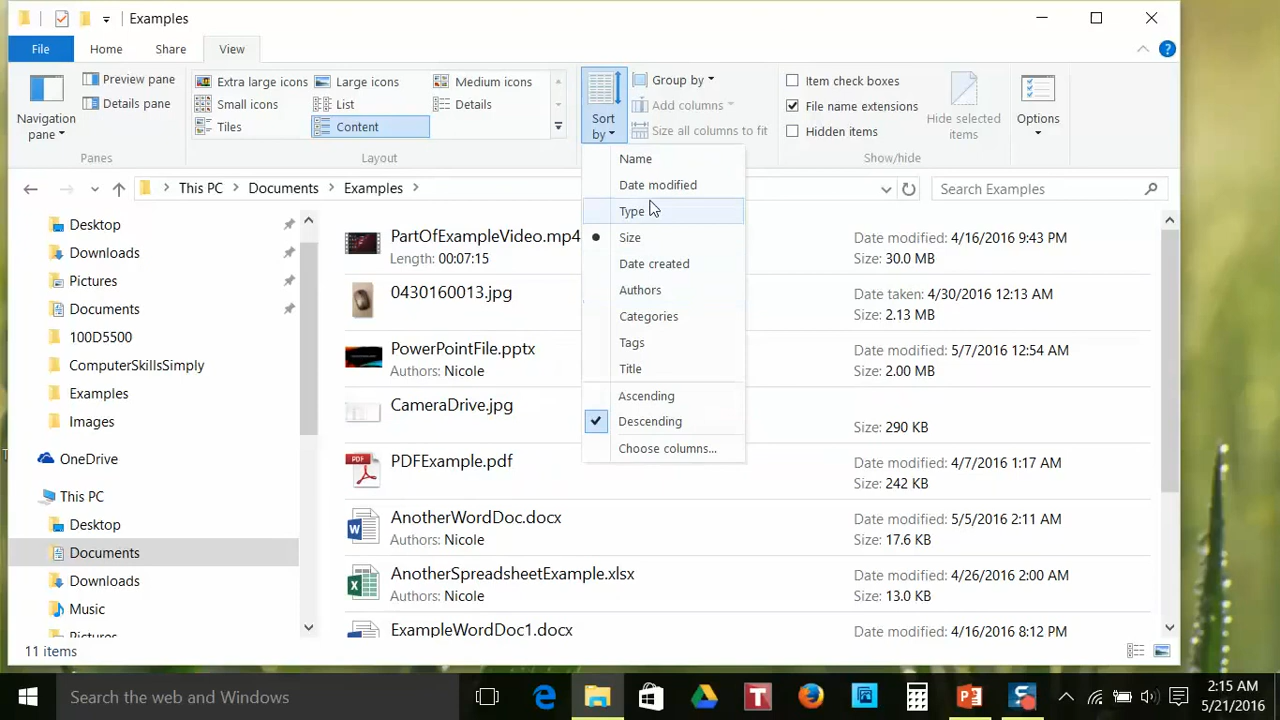 Examples
File Home Share View
Navigation pane
Preview pane
Details pane
Panes
Extra large icons Large icons Medium icons
Small icons List Details
Tiles Content
Layout
Sort by
Group by
Add columns
Size all columns to fit
Item check boxes
File name extensions
Hidden items
Hide selected items
Show/hide
Options
This PC Documents Examples
Search Examples
Name
Date modified
Type
Size
Date created
Authors
Categories
Tags
Title
Ascending
Descending
Choose columns...
Desktop
Downloads
Pictures
Documents
100D5500
ComputerSkillsSimply
Examples
Images
OneDrive
This PC
Desktop
Documents
Downloads
Music
Pictures
PartOfExampleVideo.mp4 Date modified: 4/16/2016 9:43 PM
Length: 00:07:15 Size: 30.0 MB
0430160013.jpg Date taken: 4/30/2016 12:13 AM
Size: 2.13 MB
PowerPointFile.pptx Date modified: 5/7/2016 12:54 AM
Authors: Nicole Size: 2.00 MB
CameraDrive.jpg
Size: 290 KB
PDFExample.pdf Date modified: 4/7/2016 1:17 AM
Size: 242 KB
PDF
AnotherWordDoc.docx Date modified: 5/5/2016 2:11 AM
Authors: Nicole Size: 17.6 KB
AnotherSpreadsheetExample.xlsx Date modified: 4/26/2016 2:00 AM
Authors: Nicole Size: 13.0 KB
ExampleWordDoc1.docx Date modified: 4/16/2016 8:12 PM
11 items
Search the web and Windows
2:15 AM
5/21/2016